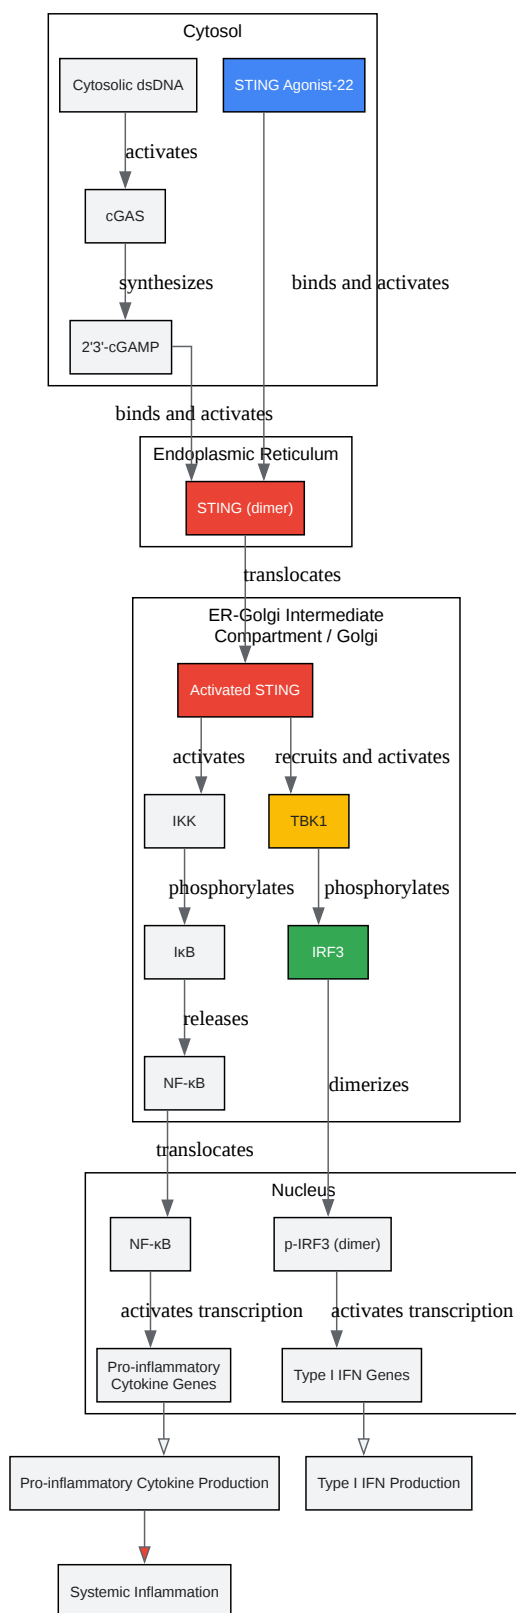 Cytosol
Cytosolic dsDNA
STING Agonist-22
activates
cGAS
synthesizes
binds and activates
2'3'-cGAMP
binds and activates
Endoplasmic Reticulum
STING (dimer)
translocates
ER-Golgi Intermediate
Compartment / Golgi
Activated STING
activates
recruits and activates
IKK
TBK1
phosphorylates
phosphorylates
IκB
IRF3
releases
NF-κB
dimerizes
translocates
Nucleus
NF-κB
p-IRF3 (dimer)
activates transcription
activates transcription
Pro-inflammatory
Cytokine Genes
Type I IFN Genes
Pro-inflammatory Cytokine Production
Type I IFN Production
Systemic Inflammation